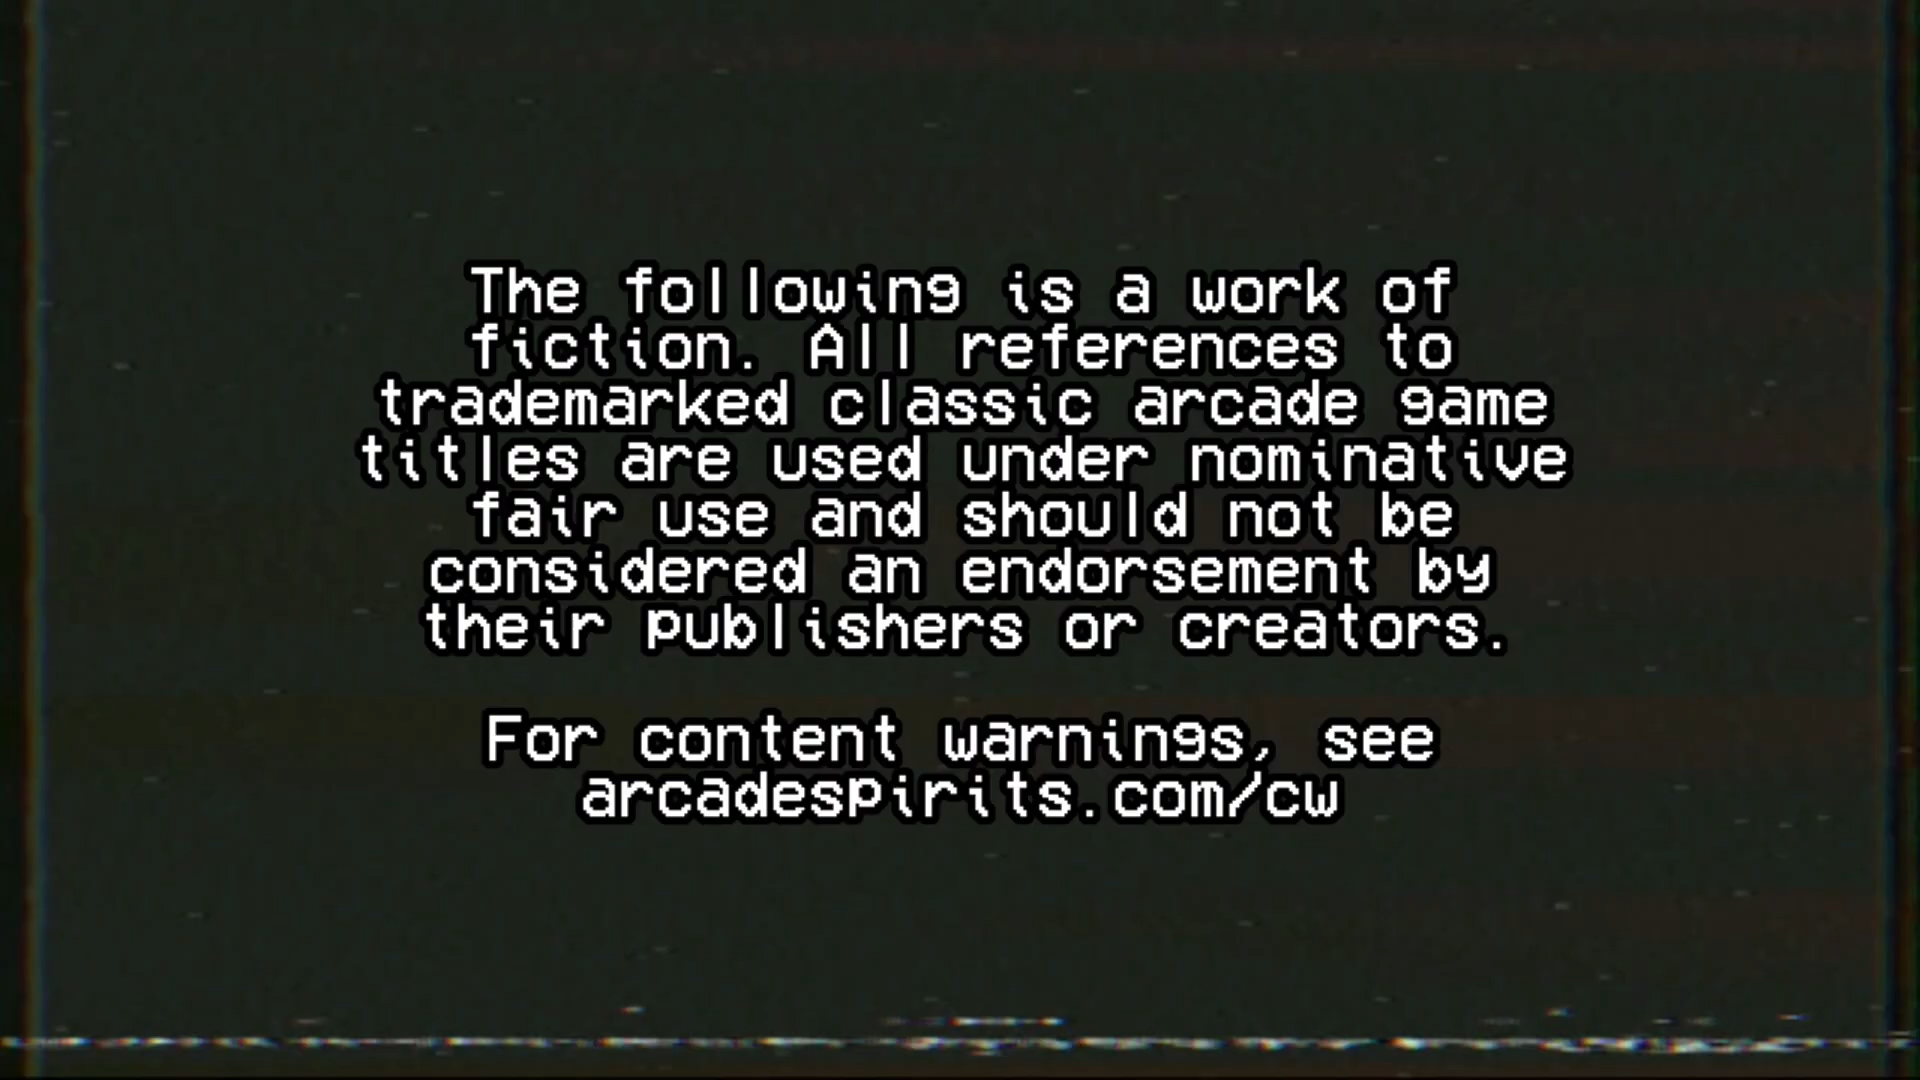 The following is a work of
fiction. All references to
trademarked classic arcade game
titles are used under nominative
fair use and should not be
considered an endorsement by
their publishers or creators.
For content warnings, see
arcadespirits.com/cw